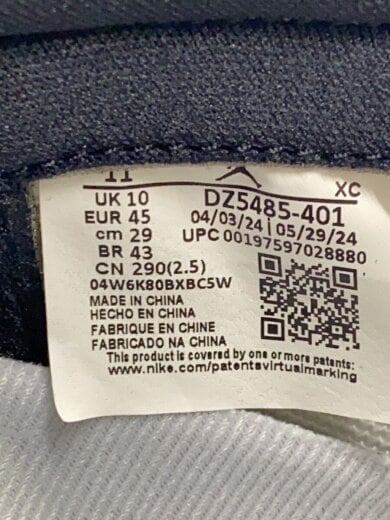 11
XC
UK 10
DZ5485-401
EUR 45
04/03/24 | 05/29/24
cm 29
UPC 00197597028880
BR 43
CN 290(2.5)
04W6K80BXBC5W
MADE IN CHINA
HECHO EN CHINA
FABRIQUE EN CHINE
FABRICADO NA CHINA
This product is covered by one or more patents:
www.nike.com/patentsvirtualmarking